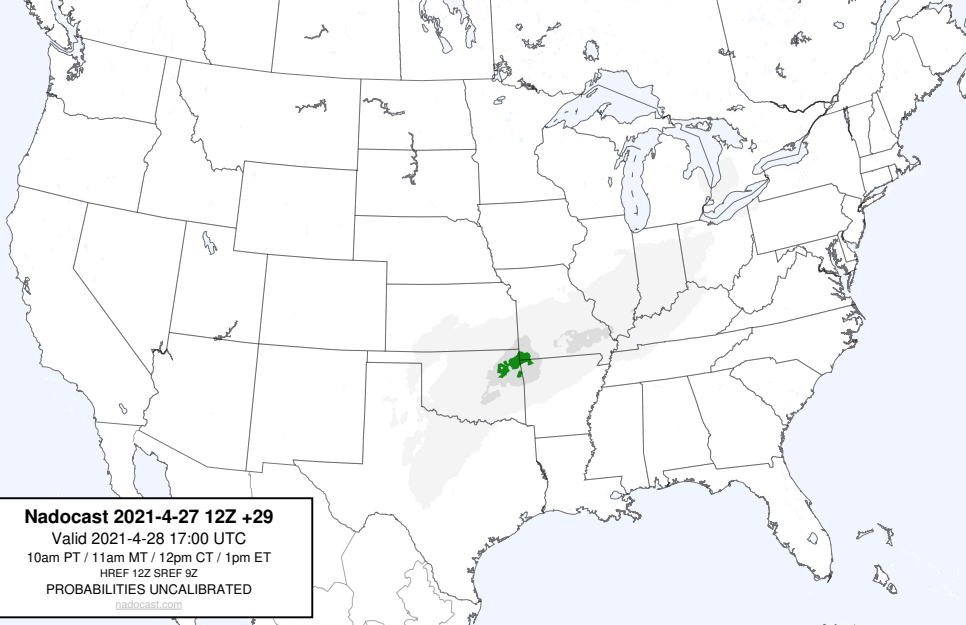 Nadocast 2021-4-27 12Z +29
Valid 2021-4-28 17:00 UTC
10am PT / 11am MT / 12pm CT / 1pm ET
HREF 12Z SREF 9Z
PROBABILITIES UNCALIBRATED
nadocast.com